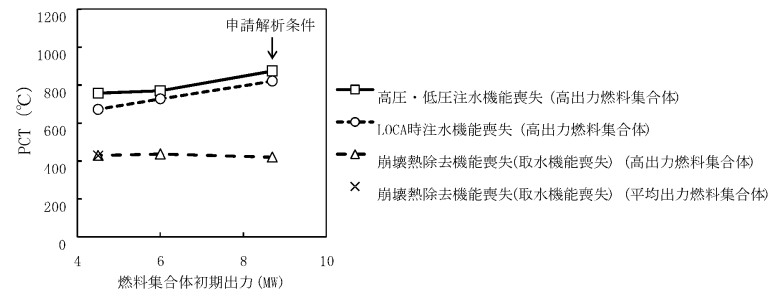 1200
1000
800
600
400
200
0
PCT (℃)
4
6
8
10
燃料集合体初期出力(MW)
申請解析条件
高圧・低圧注水機能喪失 (高出力燃料集合体)
LOCA時注水機能喪失 (高出力燃料集合体)
崩壊熱除去機能喪失(取水機能喪失) (高出力燃料集合体)
崩壊熱除去機能喪失(取水機能喪失) (平均出力燃料集合体)